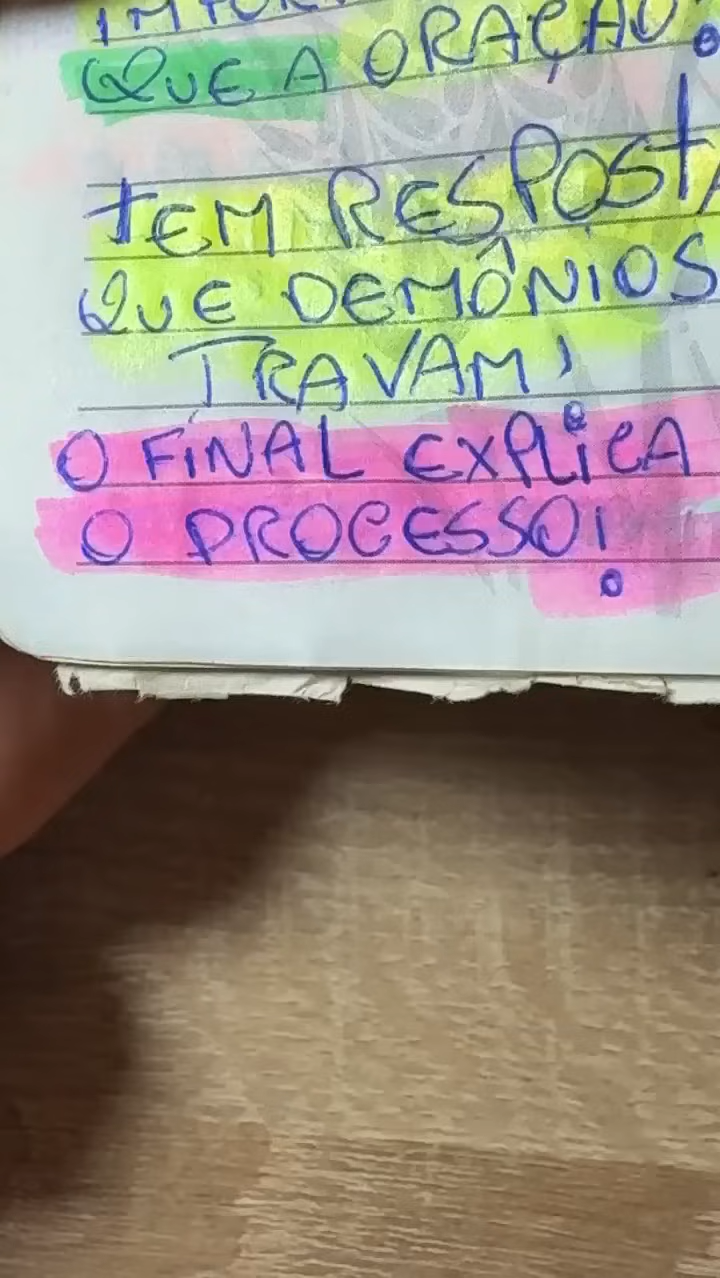 QUE A ORAÇÃO!
TEM RESPOSTA
QUE DEMÔNIOS
TRAVAM!
O FINAL EXPLICA
O PROCESSO!